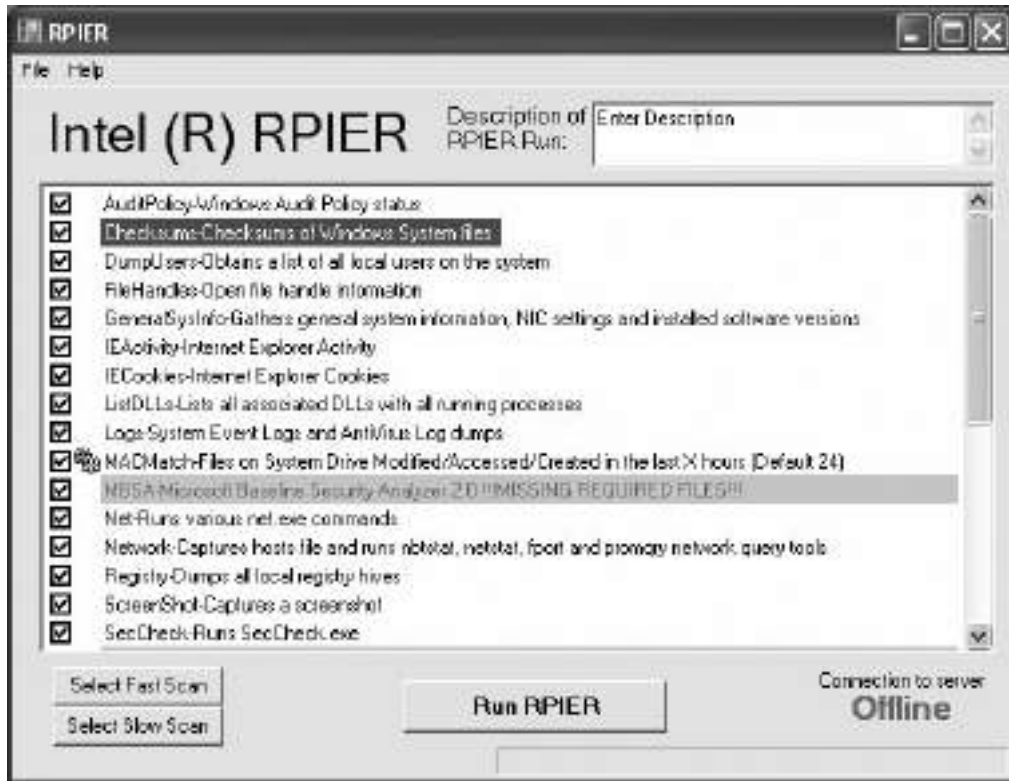 RPIER
File Help
Intel (R) RPIER
Description of
RPIER Run:
Enter Description
AuditPolicy-Windows Audit Policy status
Checksums-Checksums of Windows System files
DumpUsers-Obtains a list of all local users on the system
FileHandles-Open file handle information
GeneralSysInfo-Gathers general system information, NIC settings and installed software versions
IEActivity-Internet Explorer Activity
IECookies-Internet Explorer Cookies
ListDLLs-Lists all associated DLLs with all running processes
Logs-System Event Logs and AntiVirus Log dumps
MACMatch-Files on System Drive Modified/Accessed/Created in the last X hours (Default 24)
MBSA-Microsoft Baseline Security Analyzer 2.0 !!!MISSING REQUIRED FILES!!!
Net-Runs various net.exe commands
Network-Captures hosts file and runs nbtstat, netstat, fport and promqry network query tools
Registry-Dumps all local registry hives
ScreenShot-Captures a screenshot
SecCheck-Runs SecCheck.exe
Select Fast Scan
Select Slow Scan
Run RPIER
Connection to server
Offline